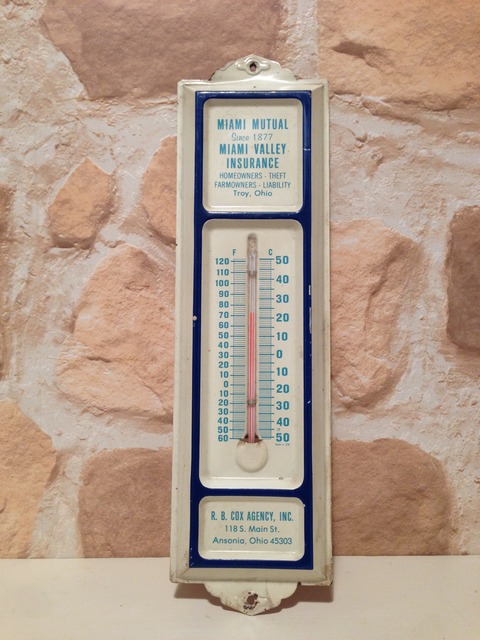 MIAMI MUTUAL
Since 1877
MIAMI VALLEY
INSURANCE
HOMEOWNERS - THEFT
FARMOWNERS - LIABILITY
Troy, Ohio
F C
120 50
110 40
100
90 30
80
70 20
60
50 10
40
30 0
20
10 10
0
10 20
20
30 30
40 40
50
60 50
R. B. COX AGENCY, INC.
118 S. Main St.
Ansonia, Ohio 45303